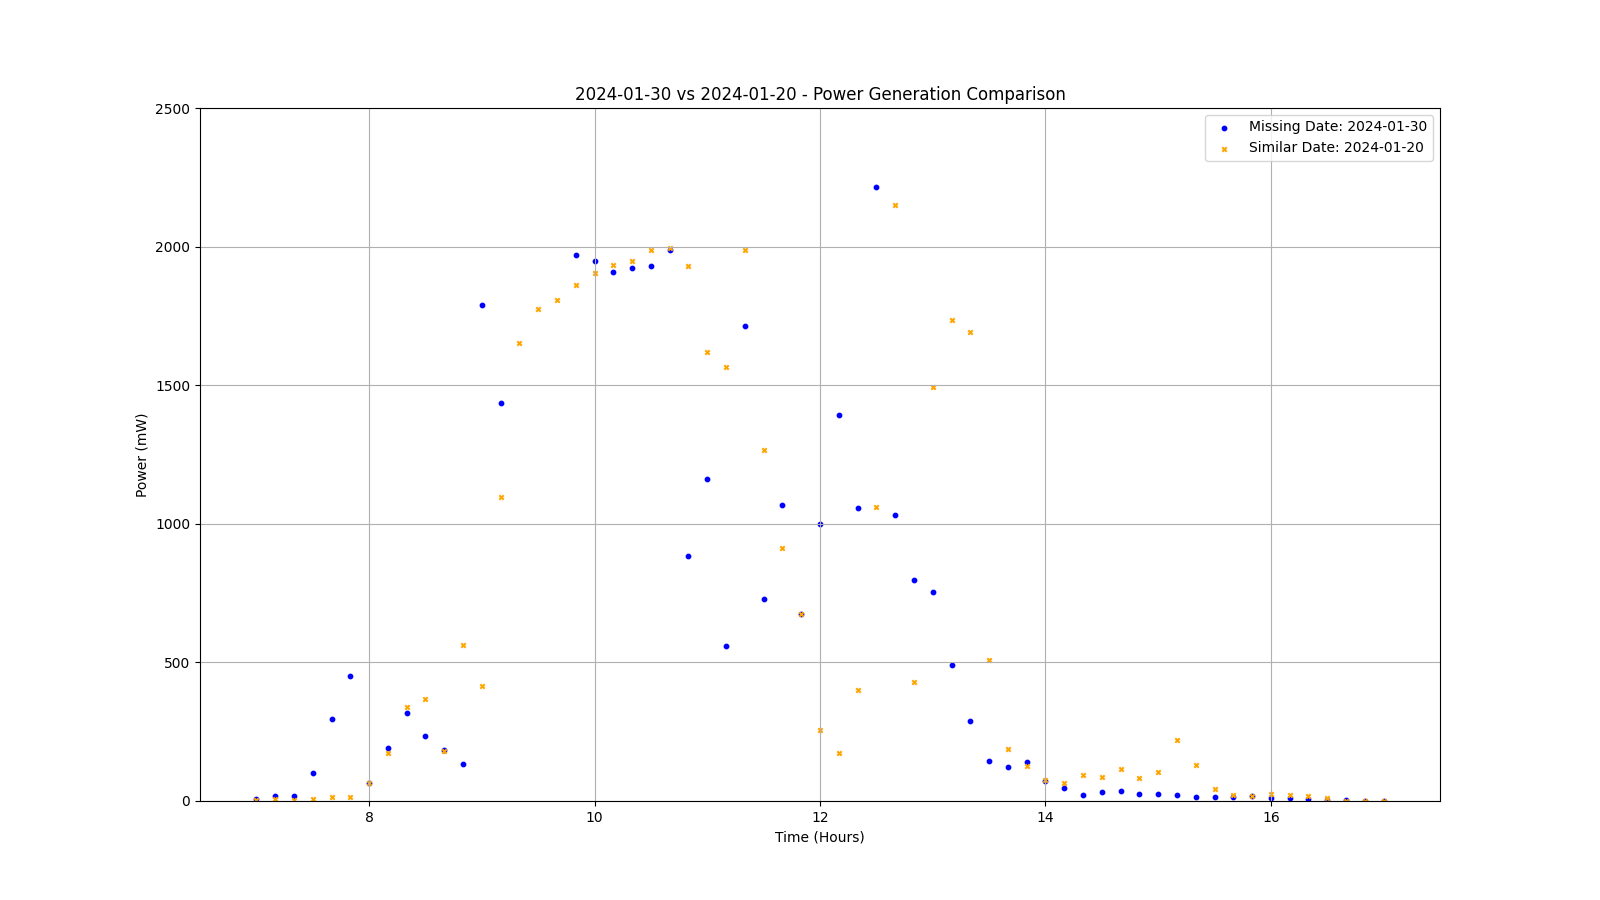 2024-01-30 vs 2024-01-20 - Power Generation Comparison
Missing Date: 2024-01-30
Similar Date: 2024-01-20
2500
2000
1500
1000
500
0
Power (mW)
8
10
12
14
16
Time (Hours)